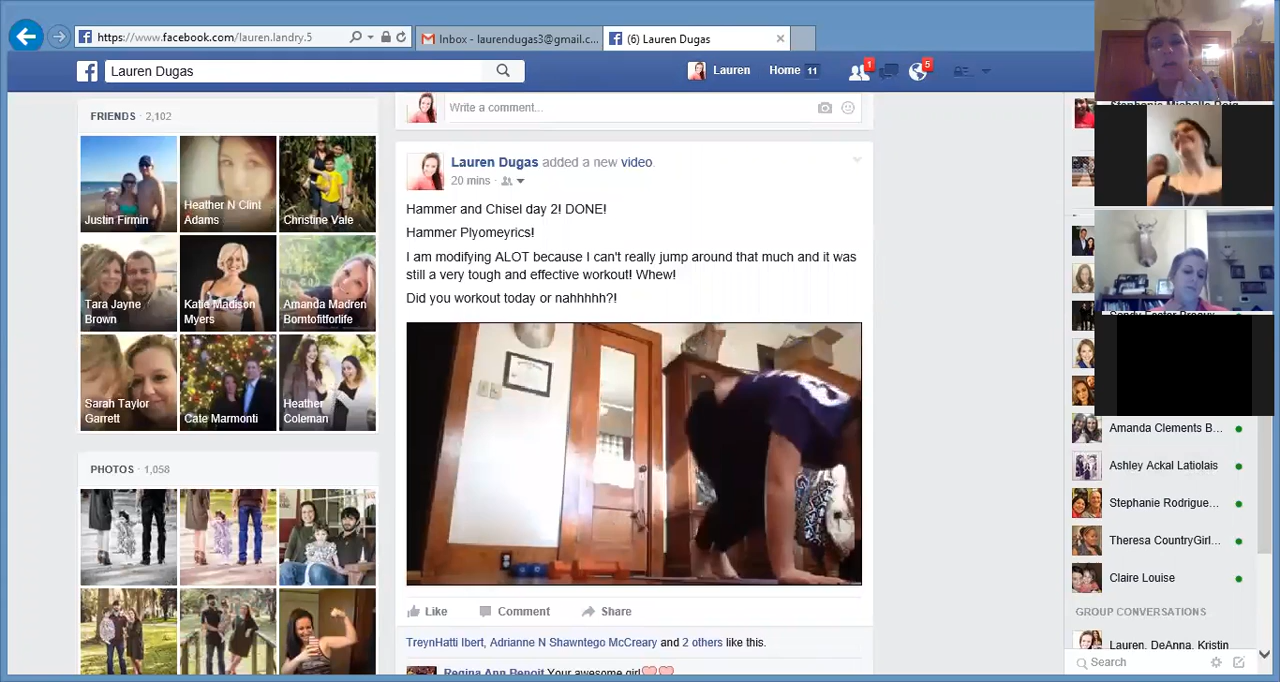 https://www.facebook.com/lauren.landry.5
Inbox - laurendugas3@gmail.c...
(6) Lauren Dugas
Lauren Dugas
Lauren
Home 11
1
5
FRIENDS · 2,102
Justin Firmin
Heather N Clint Adams
Christine Vale
Tara Jayne Brown
Katie Madison Myers
Amanda Madren Borntofitforlife
Sarah Taylor Garrett
Cate Marmonti
Heather Coleman
PHOTOS · 1,058
Write a comment...
Lauren Dugas added a new video.
20 mins ·
Hammer and Chisel day 2! DONE!
Hammer Plyomeyrics!
I am modifying ALOT because I can't really jump around that much and it was
still a very tough and effective workout! Whew!
Did you workout today or nahhhhh?!
Like
Comment
Share
TreynHatti Ibert, Adrianne N Shawntego McCreary and 2 others like this.
Regina Ann Benoit Your awesome girl
Amanda Clements B...
Ashley Ackal Latiolais
Stephanie Rodrigue...
Theresa CountryGirl...
Claire Louise
GROUP CONVERSATIONS
Lauren, DeAnna, Kristin
Search